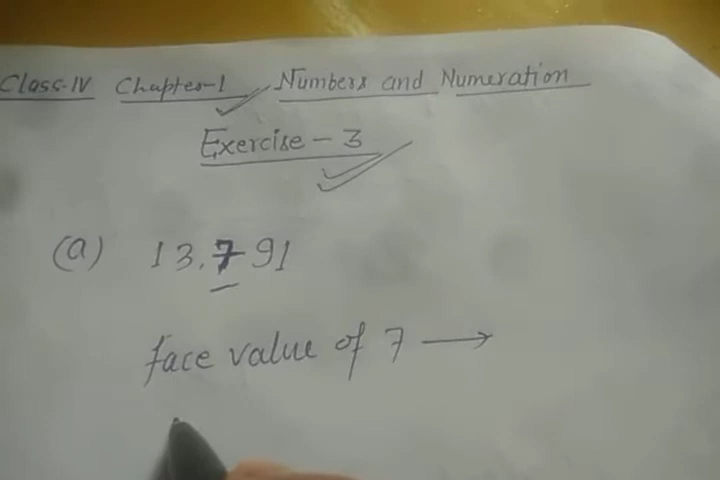 Class-IV Chapter-1 Numbers and Numeration
Exercise - 3
(a) 13,791
face value of 7 →